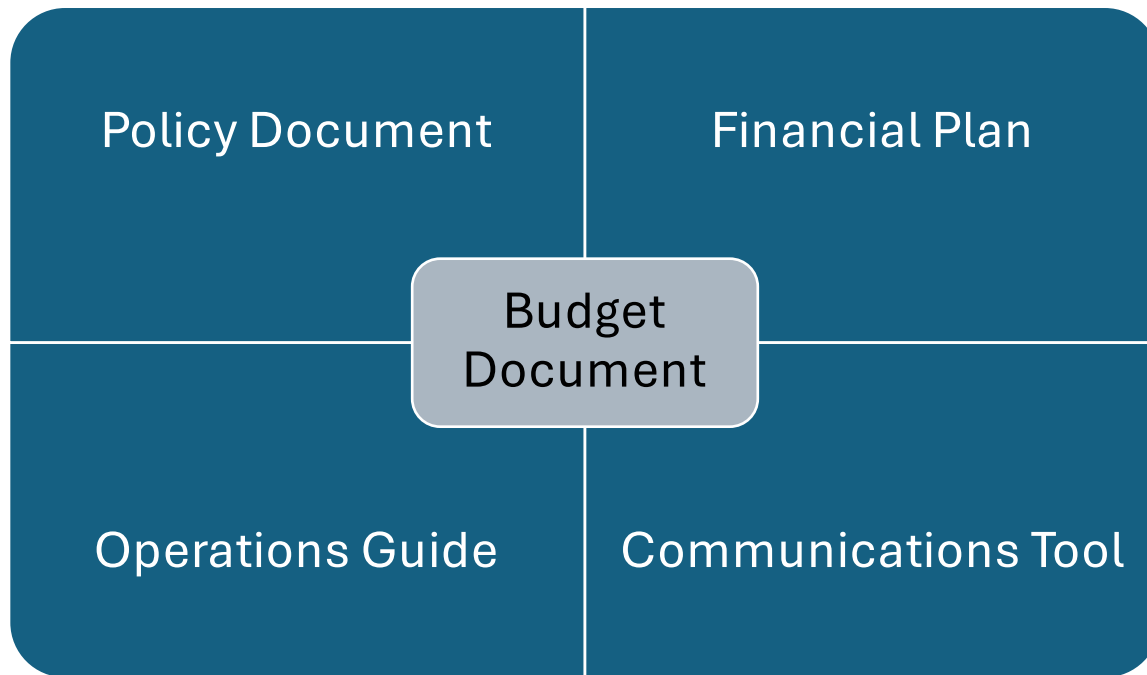 Policy Document
Financial Plan
Budget
Document
Operations Guide
Communications Tool